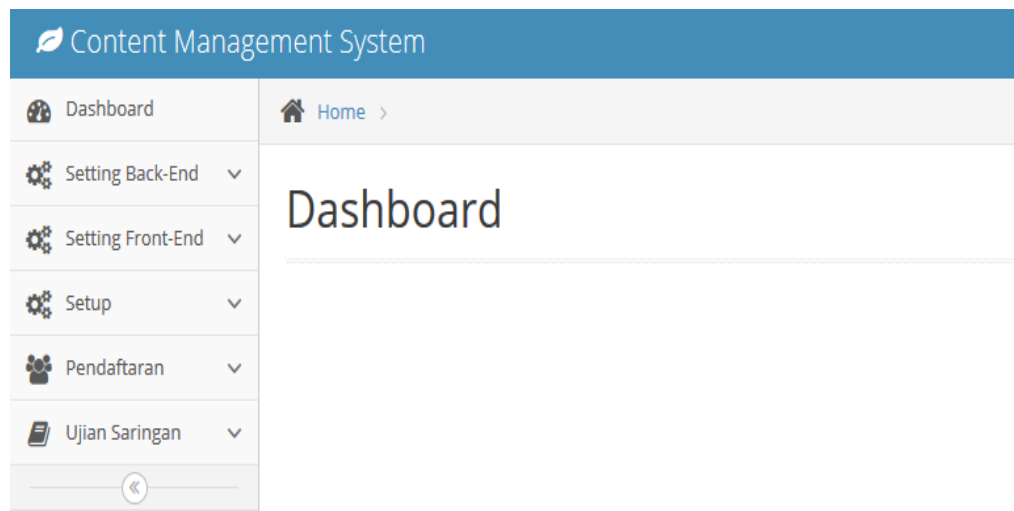 Content Management System
Dashboard
Setting Back-End
Setting Front-End
Setup
Pendaftaran
Ujian Saringan
Home >
Dashboard